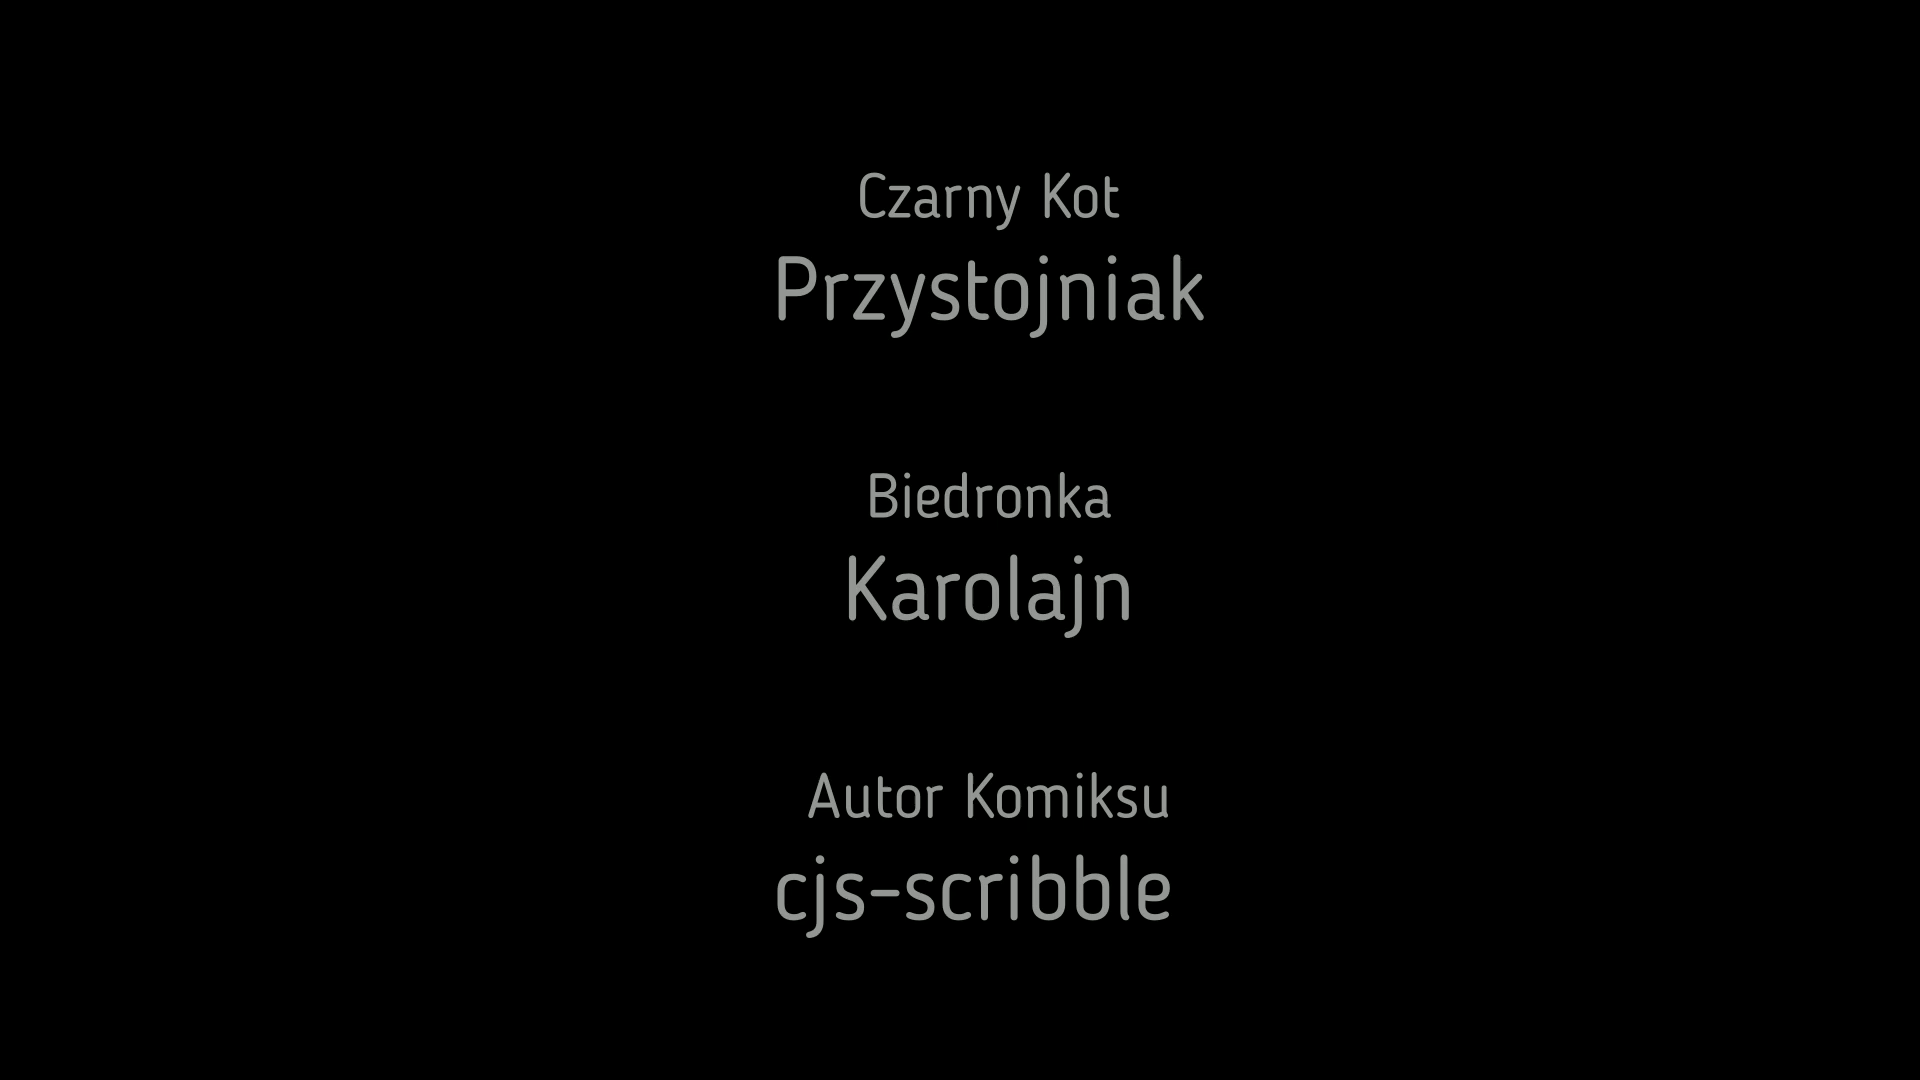 Czarny Kot
Przystojniak
Biedronka
Karolajn
Autor Komiksu
cjs-scribble